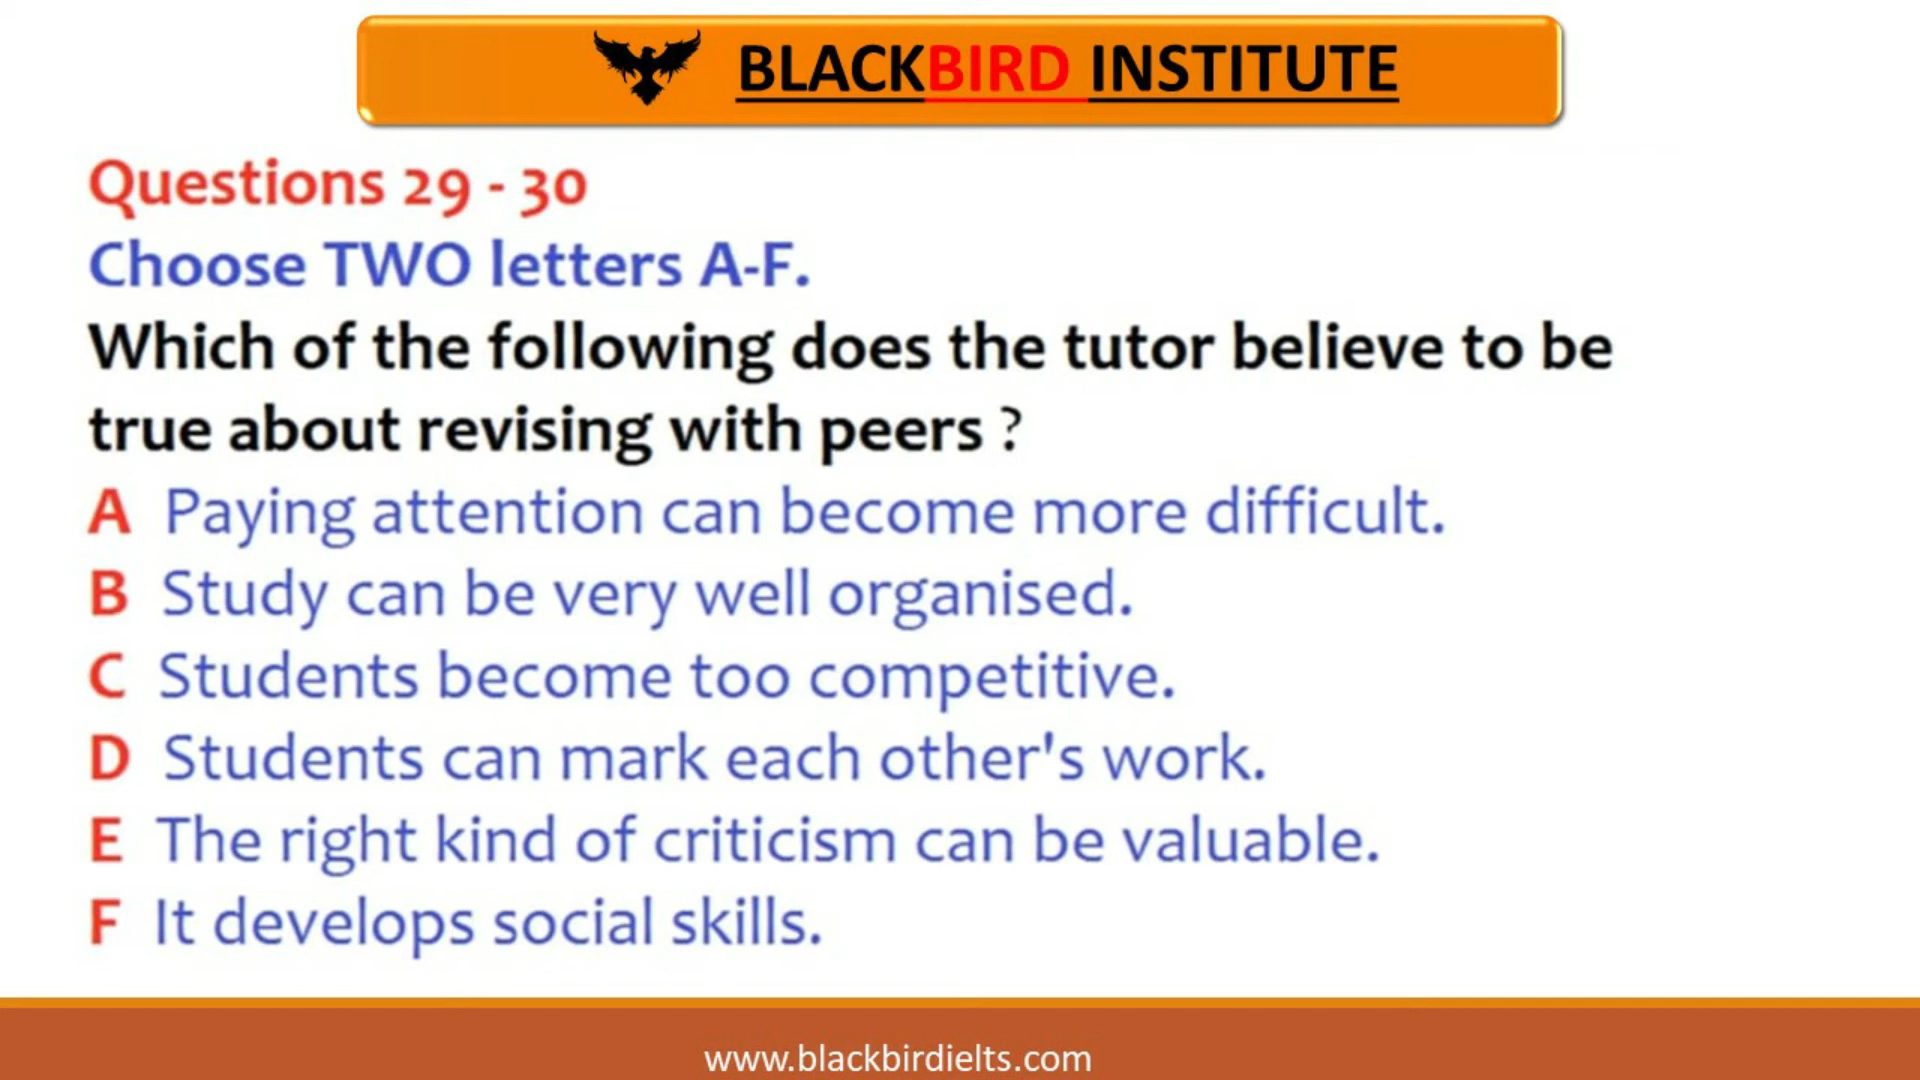 BLACKBIRD INSTITUTE
Questions 29 - 30
Choose TWO letters A-F.
Which of the following does the tutor believe to be
true about revising with peers ?
A Paying attention can become more difficult.
B Study can be very well organised.
C Students become too competitive.
D Students can mark each other's work.
E The right kind of criticism can be valuable.
F It develops social skills.
www.blackbirdielts.com